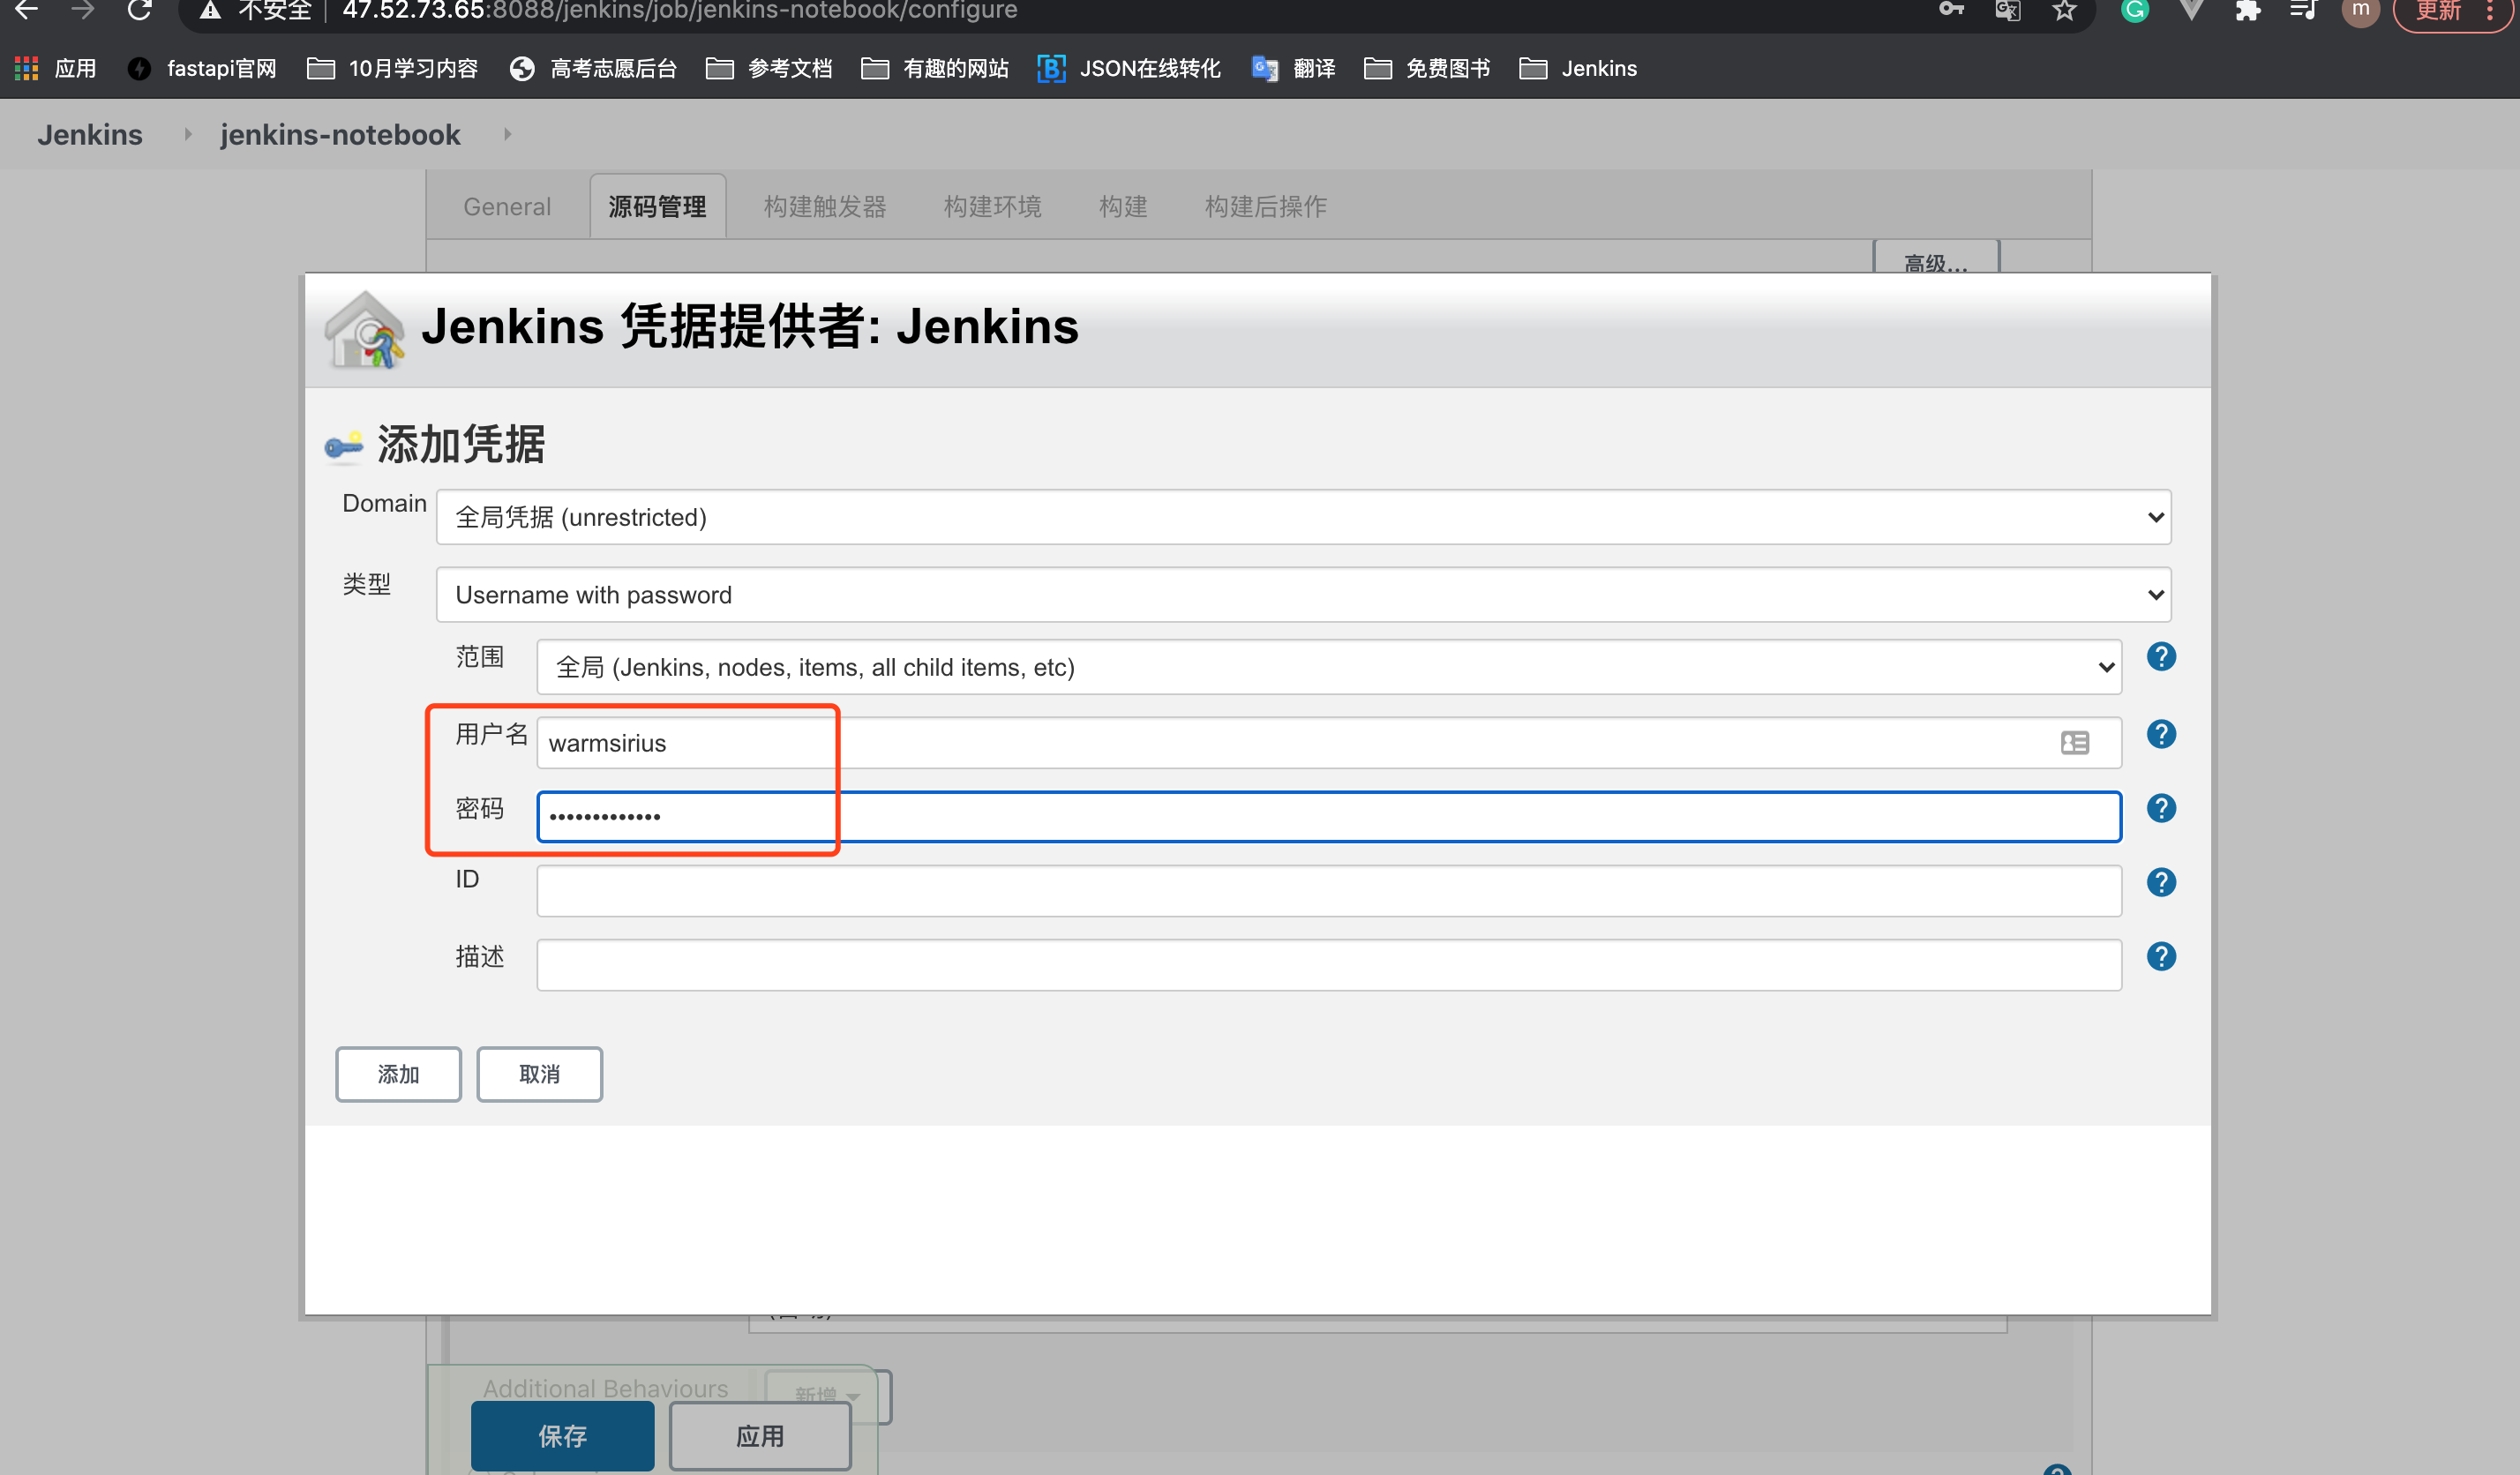 不安全 47.52.73.65:8088/jenkins/job/jenkins-notebook/configure m 更新
应用 fastapi官网 10月学习内容 高考志愿后台 参考文档 有趣的网站 JSON在线转化 翻译 免费图书 Jenkins
Jenkins jenkins-notebook
General 源码管理 构建触发器 构建环境 构建 构建后操作
高级...
Jenkins 凭据提供者: Jenkins
添加凭据
Domain 全局凭据 (unrestricted)
类型 Username with password
范围 全局 (Jenkins, nodes, items, all child items, etc)
用户名 warmsirius
密码 •••••••••••••
ID
描述
添加 取消
Additional Behaviours 新增
保存 应用